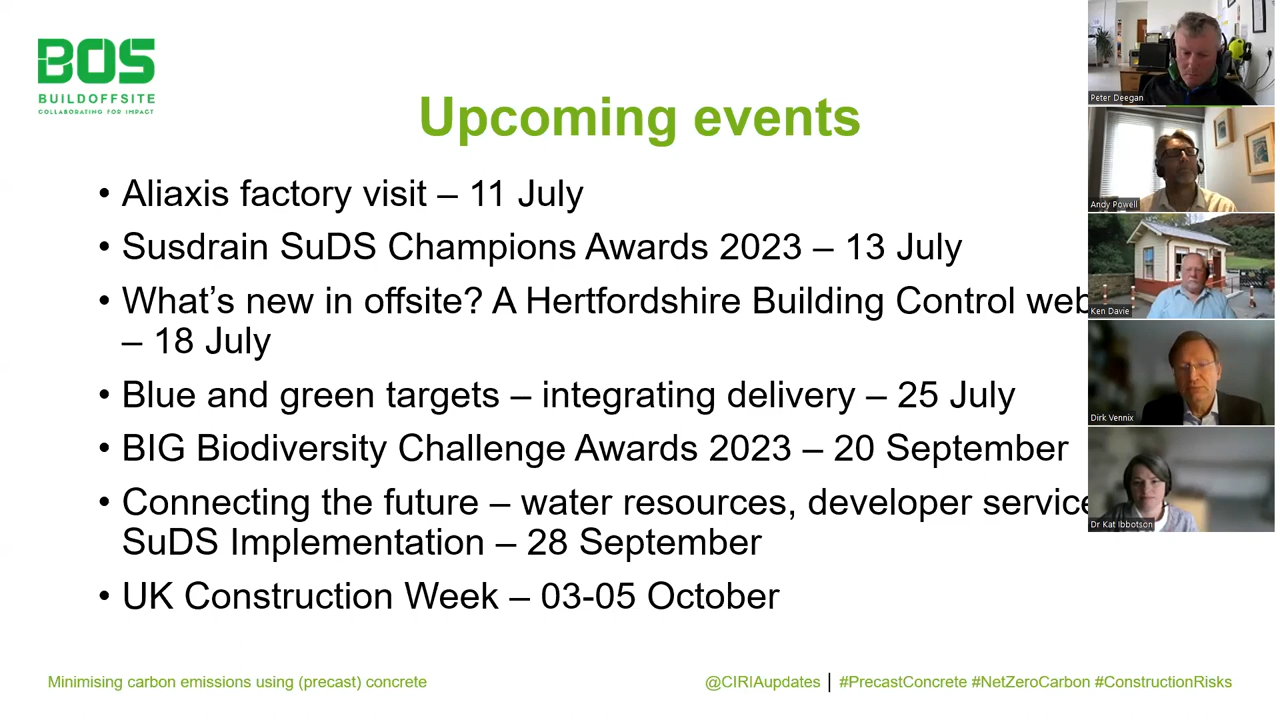 BOS
BUILDOFFSITE
COLLABORATING FOR IMPACT
Upcoming events
• Aliaxis factory visit – 11 July
• Susdrain SuDS Champions Awards 2023 – 13 July
• What’s new in offsite? A Hertfordshire Building Control web
– 18 July
• Blue and green targets – integrating delivery – 25 July
• BIG Biodiversity Challenge Awards 2023 – 20 September
• Connecting the future – water resources, developer service
SuDS Implementation – 28 September
• UK Construction Week – 03-05 October
Minimising carbon emissions using (precast) concrete
@CIRIAupdates | #PrecastConcrete #NetZeroCarbon #ConstructionRisks
Peter Deegan
Andy Powell
Ken Davie
Dirk Vennix
Dr Kat Ibbotson